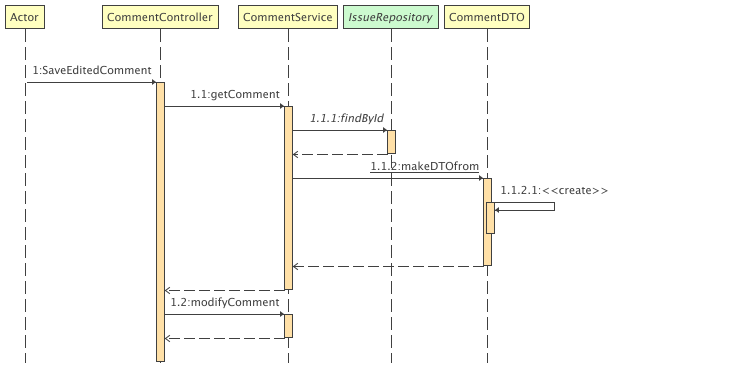 Actor
CommentController
CommentService
IssueRepository
CommentDTO
1:SaveEditedComment
1.1:getComment
1.1.1:findById
1.1.2:makeDTOfrom
1.1.2.1:<<create>>
1.2:modifyComment